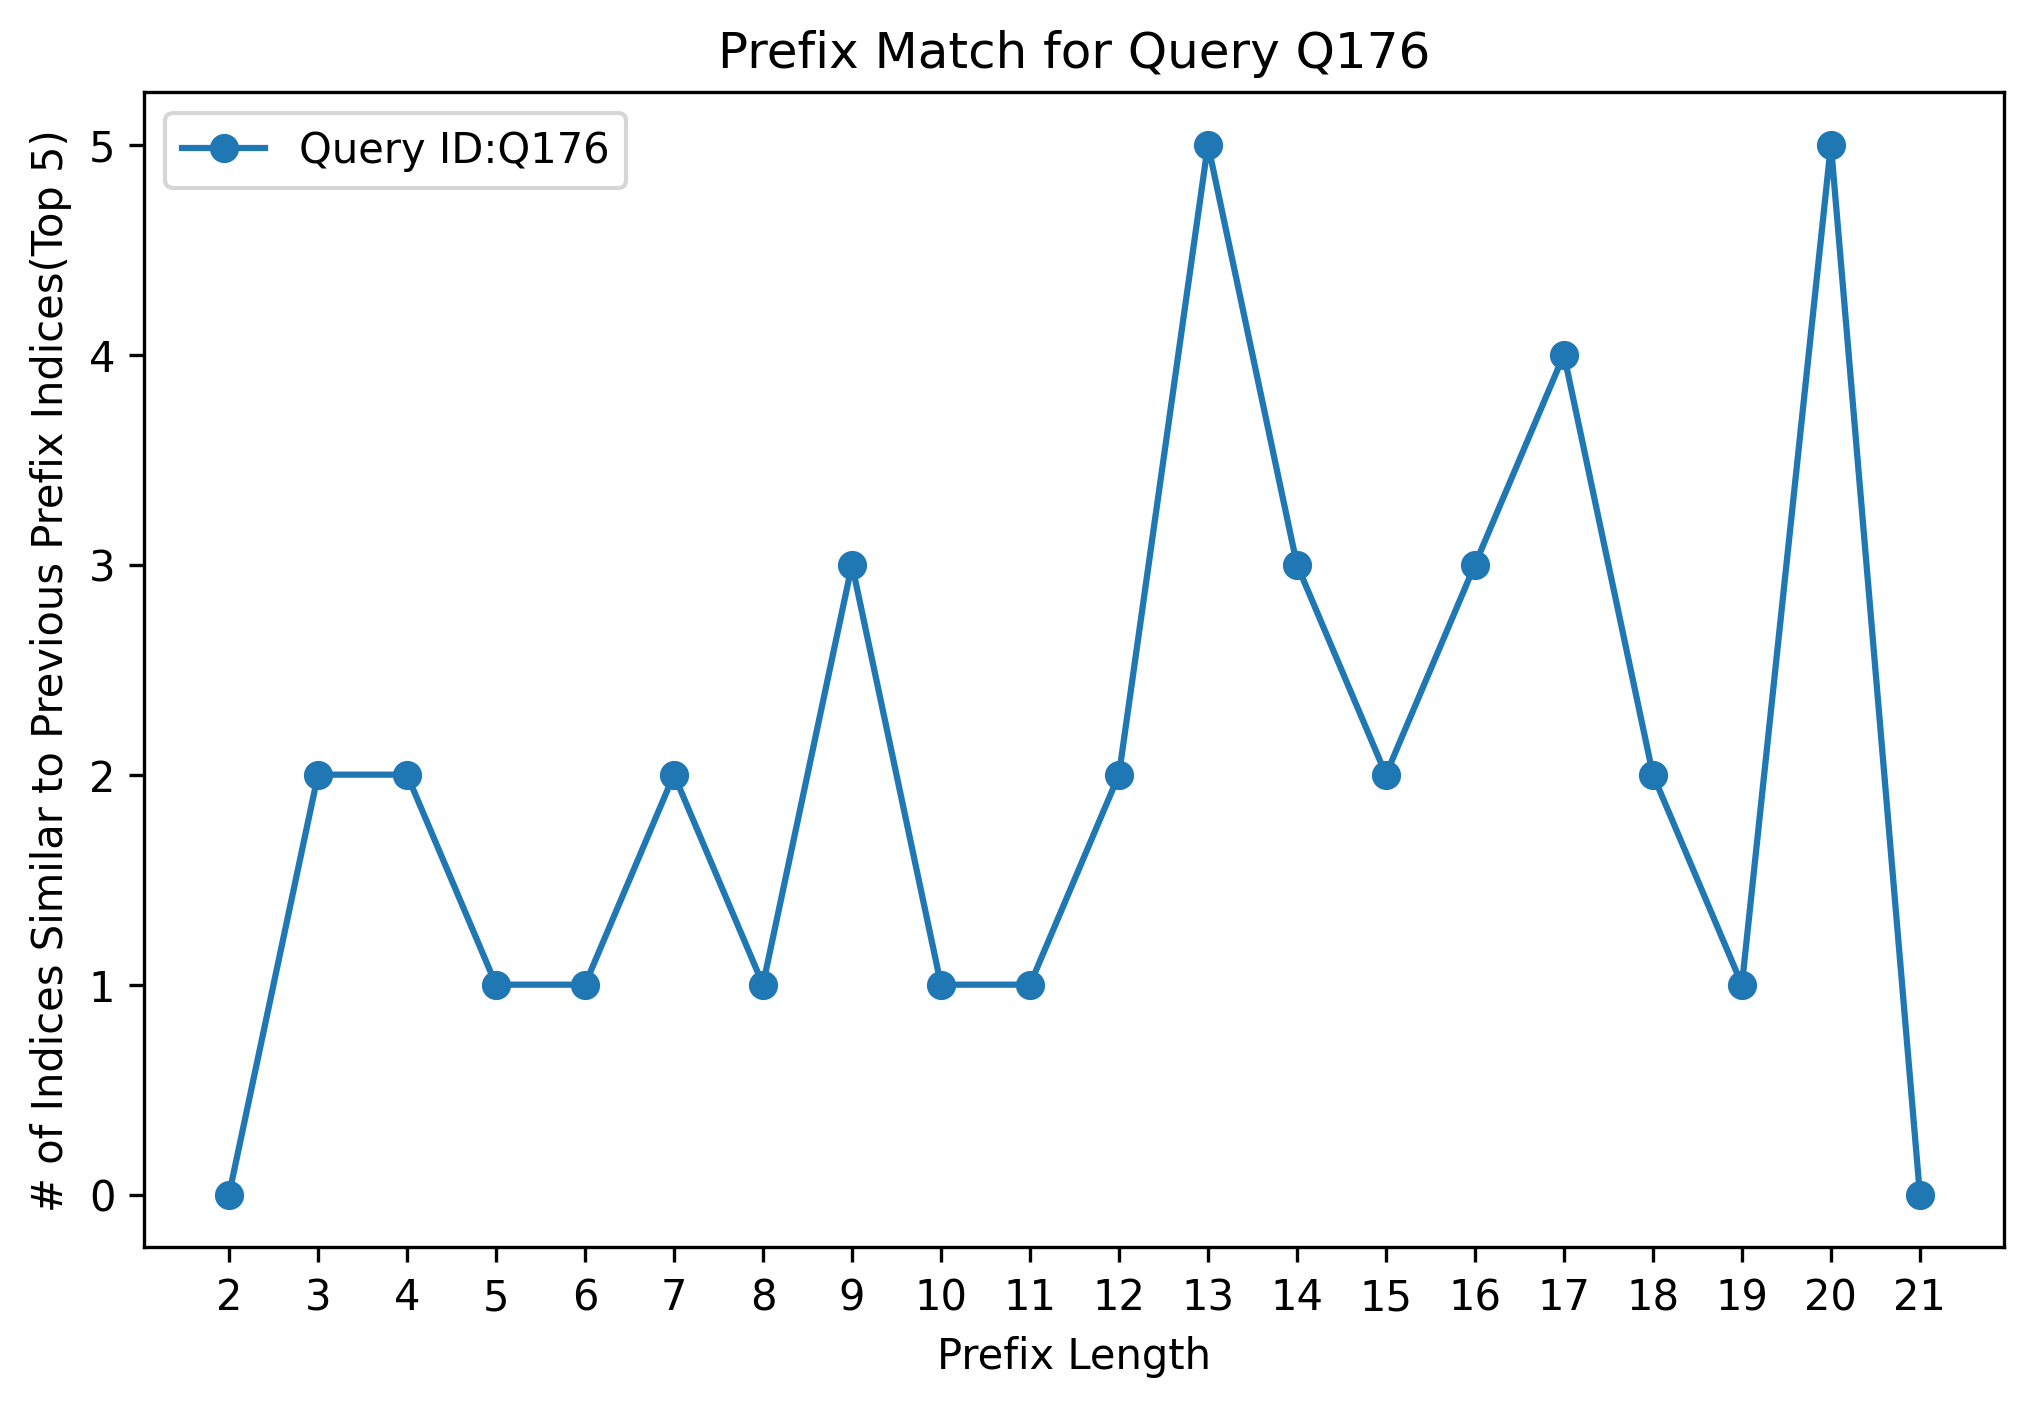 Prefix Match for Query Q176
Query ID:Q176
# of Indices Similar to Previous Prefix Indices(Top 5)
5
4
3
2
1
0
2 3 4 5 6 7 8 9 10 11 12 13 14 15 16 17 18 19 20 21
Prefix Length